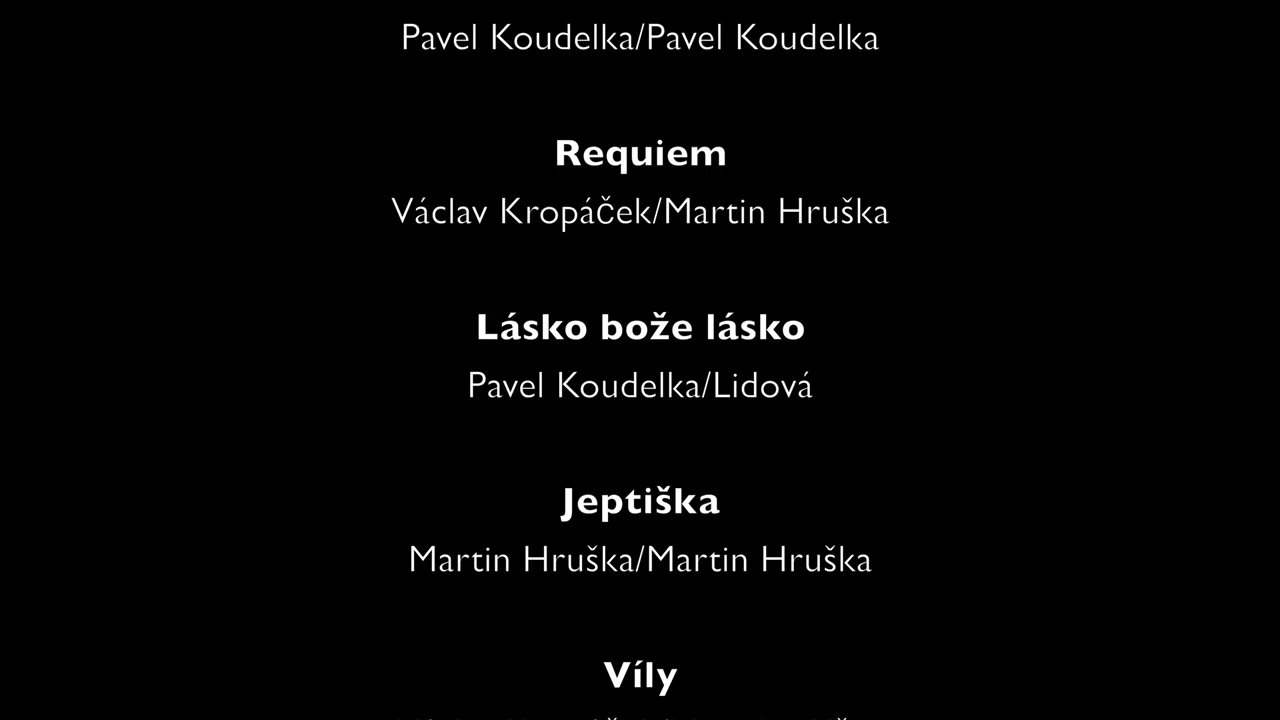 Pavel Koudelka/Pavel Koudelka
Requiem
Václav Kropáček/Martin Hruška
Lásko bože lásko
Pavel Koudelka/Lidová
Jeptiška
Martin Hruška/Martin Hruška
Víly